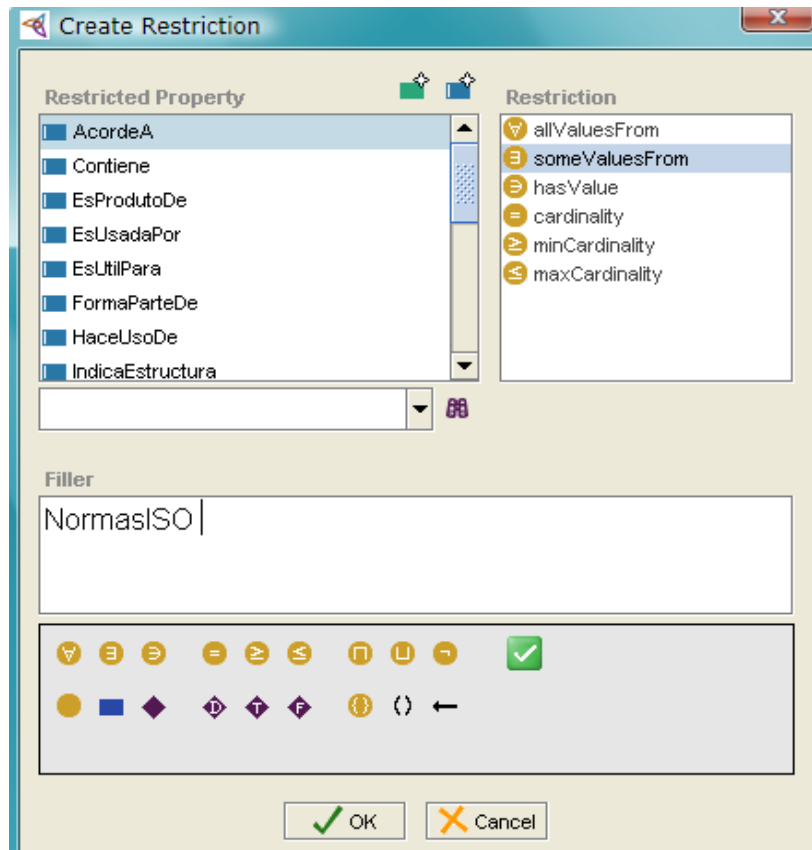 Create Restriction
Restricted Property
AcordeA
Contiene
EsProdutoDe
EsUsadaPor
EsUtilPara
FormaParteDe
HaceUsoDe
IndicaEstructura
Restriction
allValuesFrom
someValuesFrom
hasValue
cardinality
minCardinality
maxCardinality
Filler
NormasISO
OK
Cancel